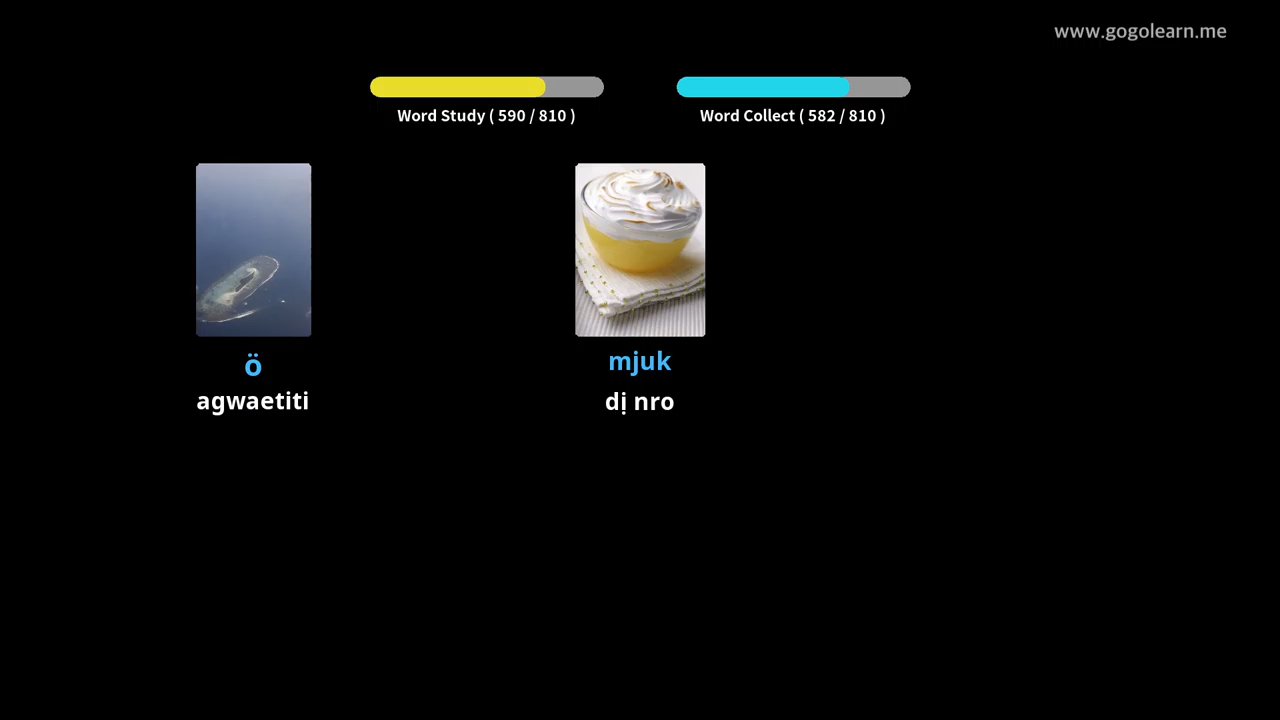 www.gogolearn.me
Word Study ( 590 / 810 )
Word Collect ( 582 / 810 )
ö
agwaetiti
mjuk
dị nro